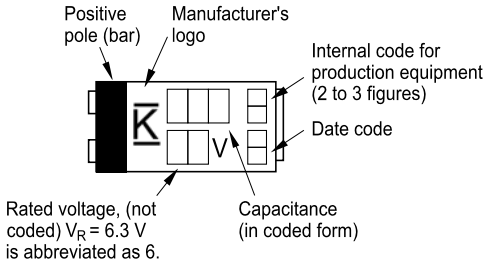 Positive
pole (bar)
Manufacturer's
logo
Internal code for
production equipment
(2 to 3 figures)
Date code
K
V
Rated voltage, (not
coded) VR = 6.3 V
is abbreviated as 6.
Capacitance
(in coded form)